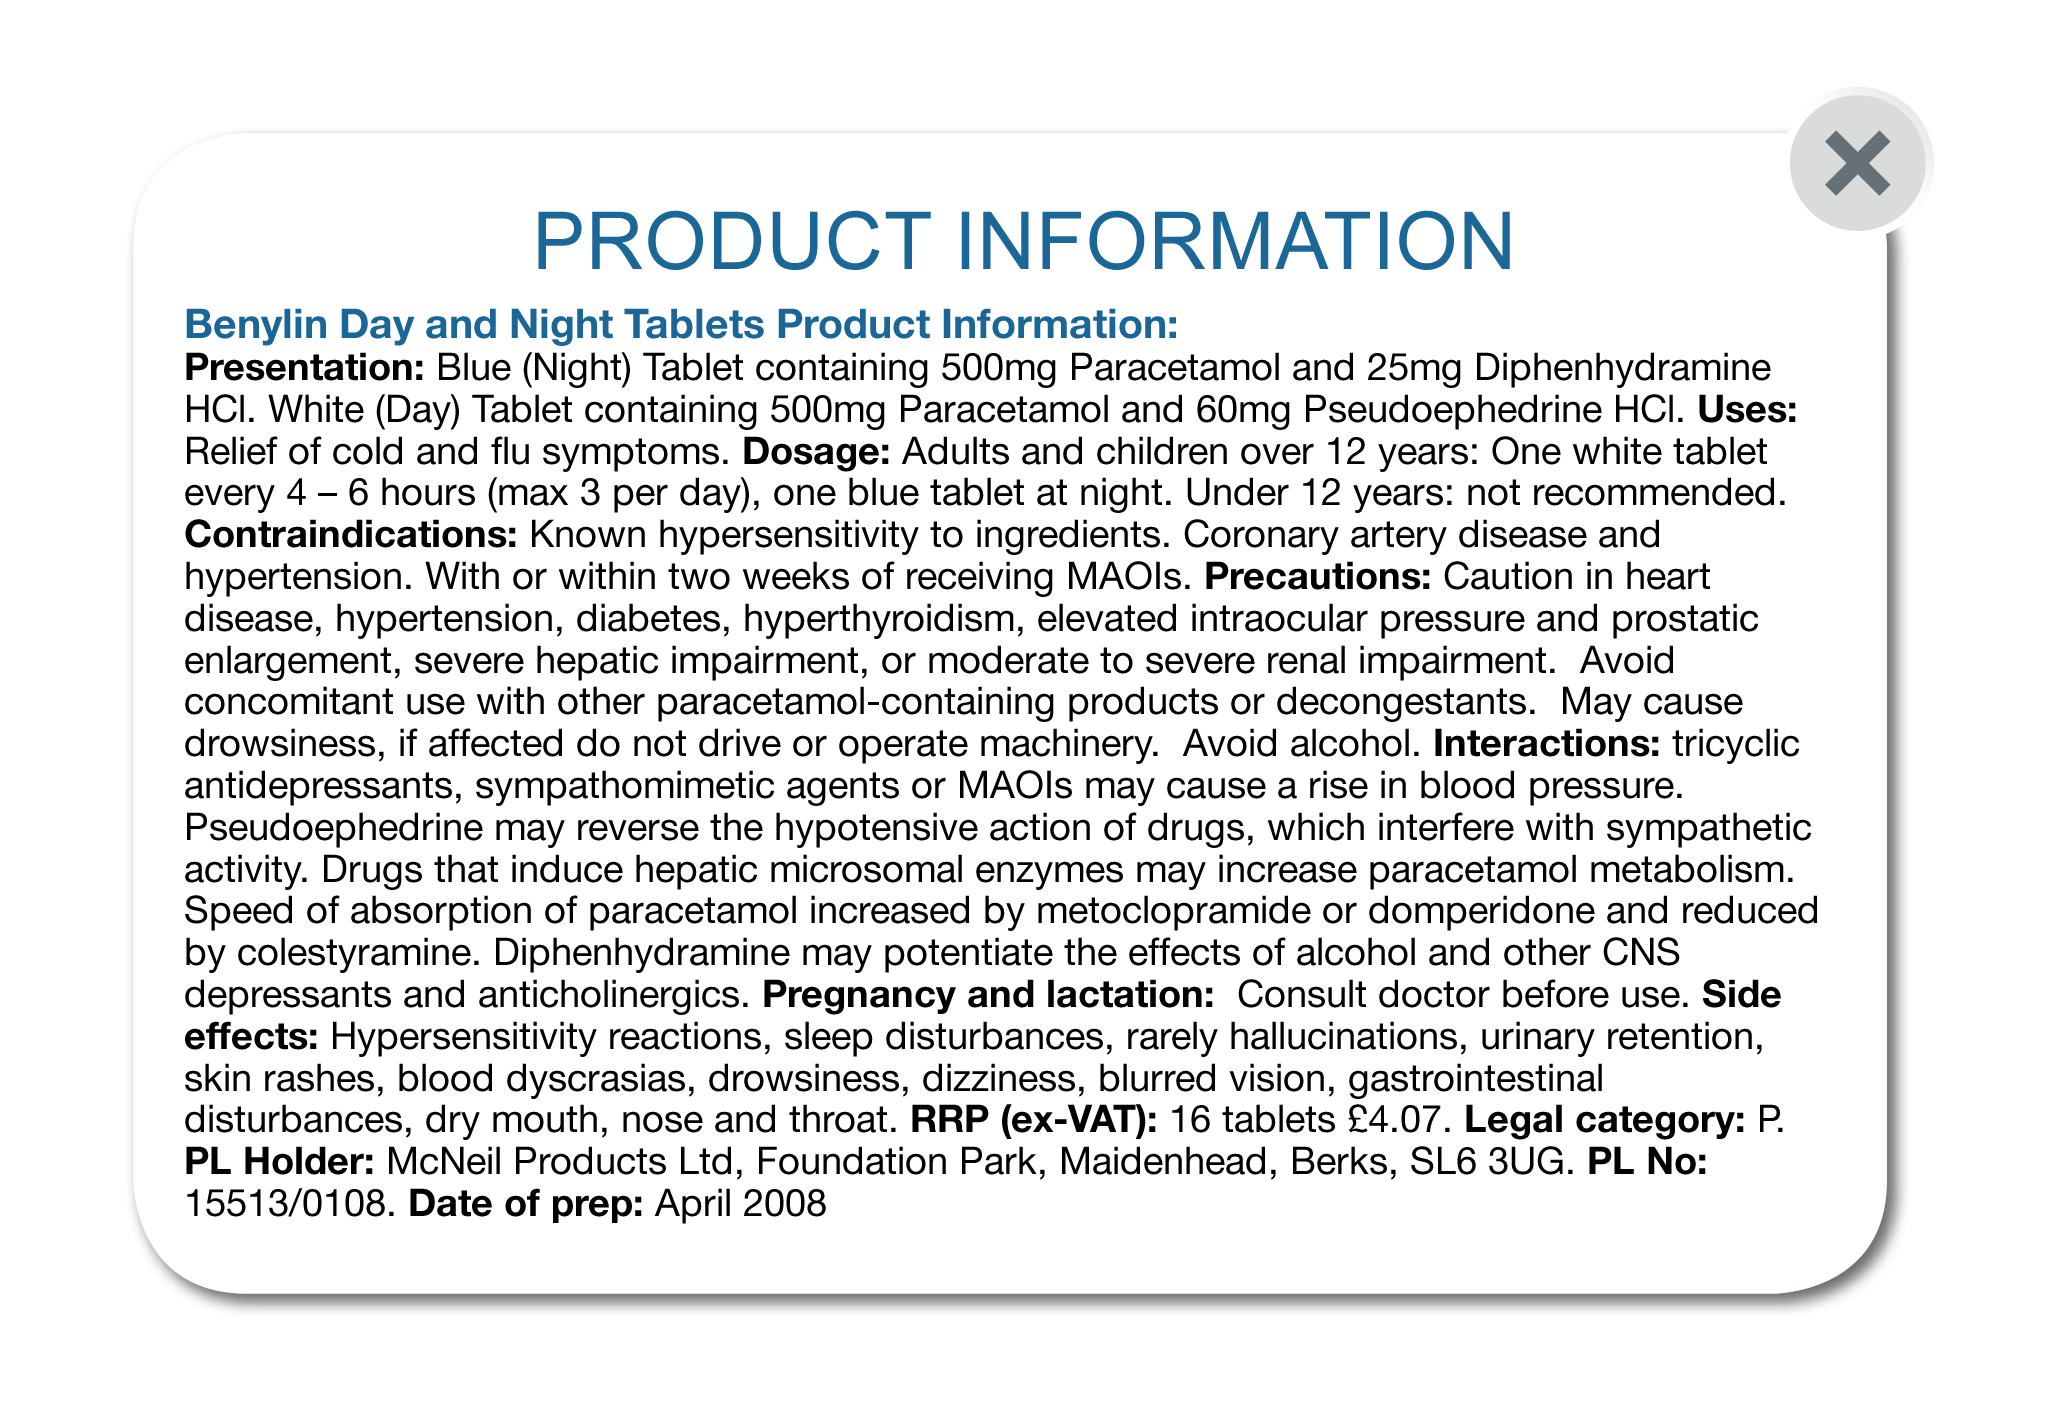 PRODUCT INFORMATION
Benylin Day and Night Tablets Product Information:
Presentation: Blue (Night) Tablet containing 500mg Paracetamol and 25mg Diphenhydramine
HCl. White (Day) Tablet containing 500mg Paracetamol and 60mg Pseudoephedrine HCl. Uses:
Relief of cold and flu symptoms. Dosage: Adults and children over 12 years: One white tablet
every 4 – 6 hours (max 3 per day), one blue tablet at night. Under 12 years: not recommended.
Contraindications: Known hypersensitivity to ingredients. Coronary artery disease and
hypertension. With or within two weeks of receiving MAOIs. Precautions: Caution in heart
disease, hypertension, diabetes, hyperthyroidism, elevated intraocular pressure and prostatic
enlargement, severe hepatic impairment, or moderate to severe renal impairment.  Avoid
concomitant use with other paracetamol-containing products or decongestants.  May cause
drowsiness, if affected do not drive or operate machinery.  Avoid alcohol. Interactions: tricyclic
antidepressants, sympathomimetic agents or MAOIs may cause a rise in blood pressure.
Pseudoephedrine may reverse the hypotensive action of drugs, which interfere with sympathetic
activity. Drugs that induce hepatic microsomal enzymes may increase paracetamol metabolism.
Speed of absorption of paracetamol increased by metoclopramide or domperidone and reduced
by colestyramine. Diphenhydramine may potentiate the effects of alcohol and other CNS
depressants and anticholinergics. Pregnancy and lactation:  Consult doctor before use. Side
effects: Hypersensitivity reactions, sleep disturbances, rarely hallucinations, urinary retention,
skin rashes, blood dyscrasias, drowsiness, dizziness, blurred vision, gastrointestinal
disturbances, dry mouth, nose and throat. RRP (ex-VAT): 16 tablets £4.07. Legal category: P.
PL Holder: McNeil Products Ltd, Foundation Park, Maidenhead, Berks, SL6 3UG. PL No:
15513/0108. Date of prep: April 2008